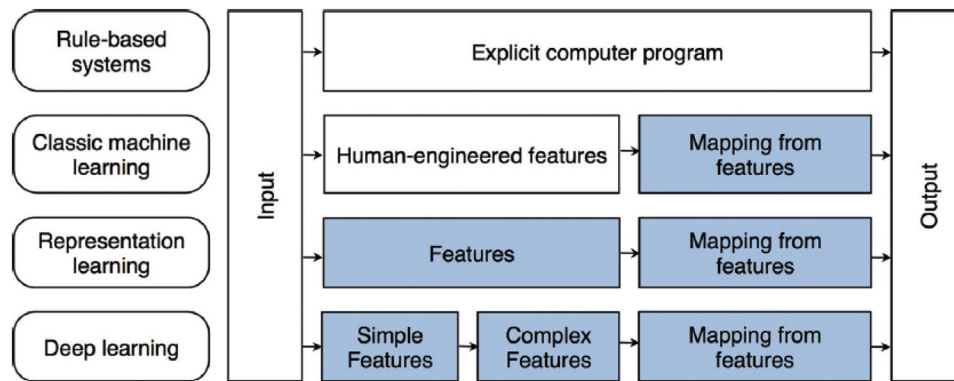 Rule-based
systems
Explicit computer program
Classic machine
learning
Human-engineered features
Mapping from
features
Input
Output
Representation
learning
Features
Mapping from
features
Deep learning
Simple
Features
Complex
Features
Mapping from
features